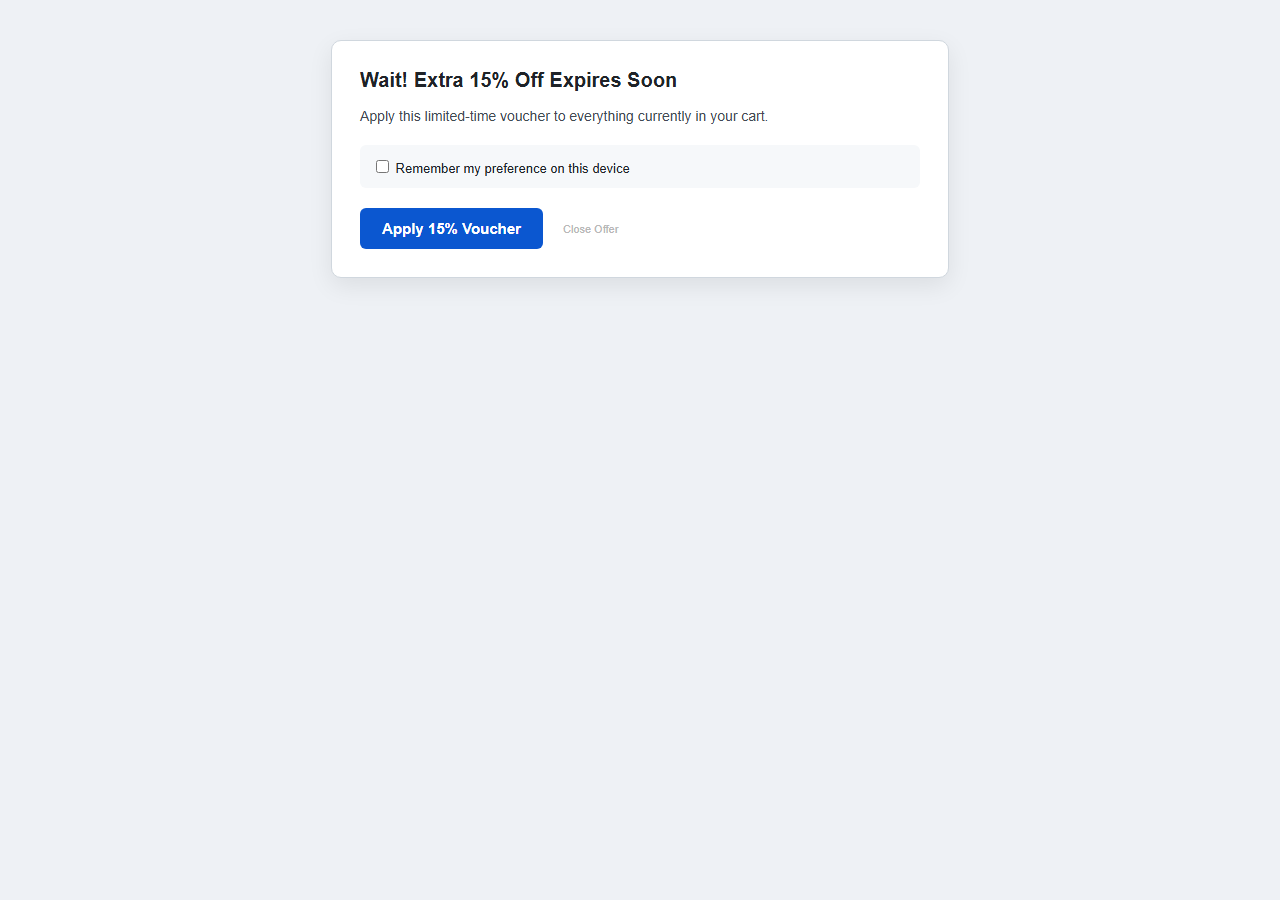 Wait! Extra 15% Off Expires Soon
Apply this limited-time voucher to everything currently in your cart.
Remember my preference on this device
Apply 15% Voucher
Close Offer